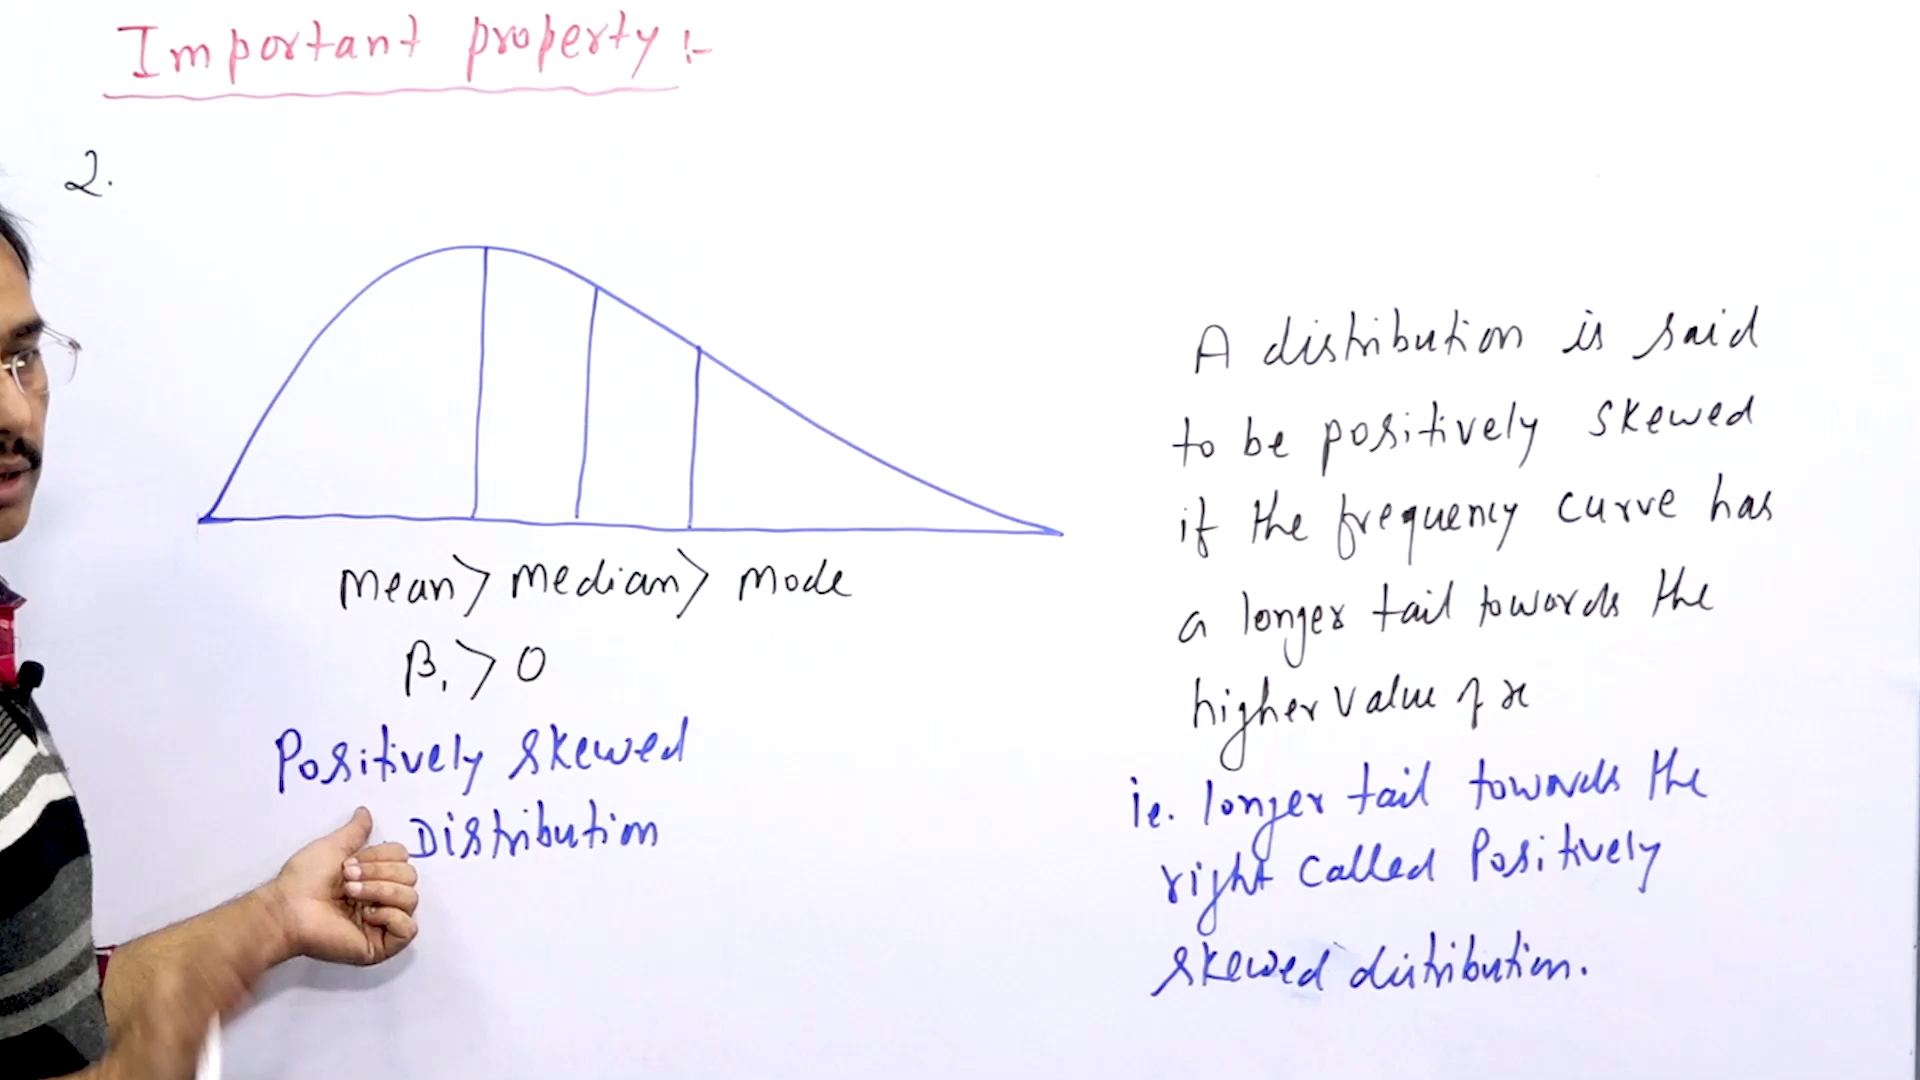 Important property :-
2.
Mean > Median > Mode
β₁ > 0
Positively skewed
Distribution
A distribution is said
to be positively skewed
if the frequency curve has
a longer tail towards the
higher value of x
ie. longer tail towards the
right called Positively
skewed distribution.